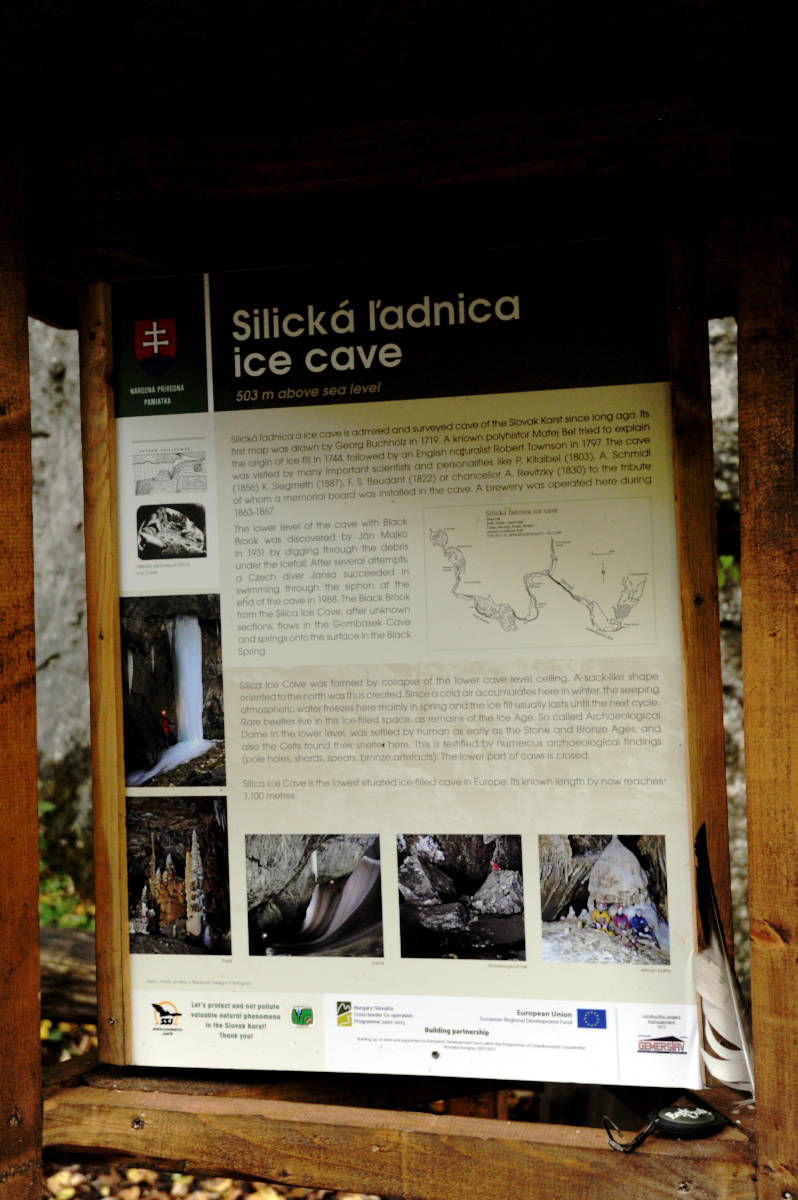 Silická ľadnica
ice cave
503 m above sea level
NÁRODNÁ PRÍRODNÁ
PAMIATKA
Silická ľadnica a ice cave is admired and surveyed cave of the Slovak Karst since long ago. Its
first map was drawn by Georg Buchholz in 1719. A known polyhistor Matej Bel tried to explain
the origin of ice fill in 1744, followed by an English naturalist Robert Townson in 1797. The cave
was visited by many important scientists and personalities like P. Kitaibel (1803), A. Schmidl
(1856) K. Siegmeth (1887), F. S. Beudant (1822) or chancellor A. Revitzky (1830) to the tribute
of whom a memorial board was installed in the cave. A brewery was operated here during
1863-1867.
The lower level of the cave with Black
Brook was discovered by Ján Majko
in 1931 by digging through the debris
under the icefall. After several attempts,
a Czech diver Jansa succeeded in
swimming through the siphon at the
end of the cave in 1988. The Black Brook
from the Silica Ice Cave, after unknown
sections, flows in the Gombasek Cave
and springs onto the surface in the Black
Spring.
Silická ľadnica ice cave
Historic pictures of Silica
Ice Cave
Silica Ice Cave was formed by collapse of the lower cave level ceiling. A sack-like shape
oriented to the north was thus created. Since a cold air accumulates here in winter, the seeping
atmospheric water freezes here mainly in spring and the ice fill usually lasts until the next cycle.
Rare beetles live in this ice-filled space, as remains of the Ice Age. So called Archaeological
Dome in the lower level, was settled by human as early as the Stone and Bronze Ages, and
also the Celts found their shelter here. This is testified by numerous archaeological findings
(pole holes, shards, spears, bronze artefacts). The lower part of cave is closed.
Silica Ice Cave is the lowest situated ice-filled cave in Europe. Its known length by now reaches
1,100 metres.
Archaeological hall
Let's protect and not pollute
valuable natural phenomena
in the Slovak Karst!
Thank you!
Hungary-Slovakia
Cross-border Co-operation
Programme 2007-2013
European Union
European Regional Development Fund
Building partnership
GEMERSKÝ